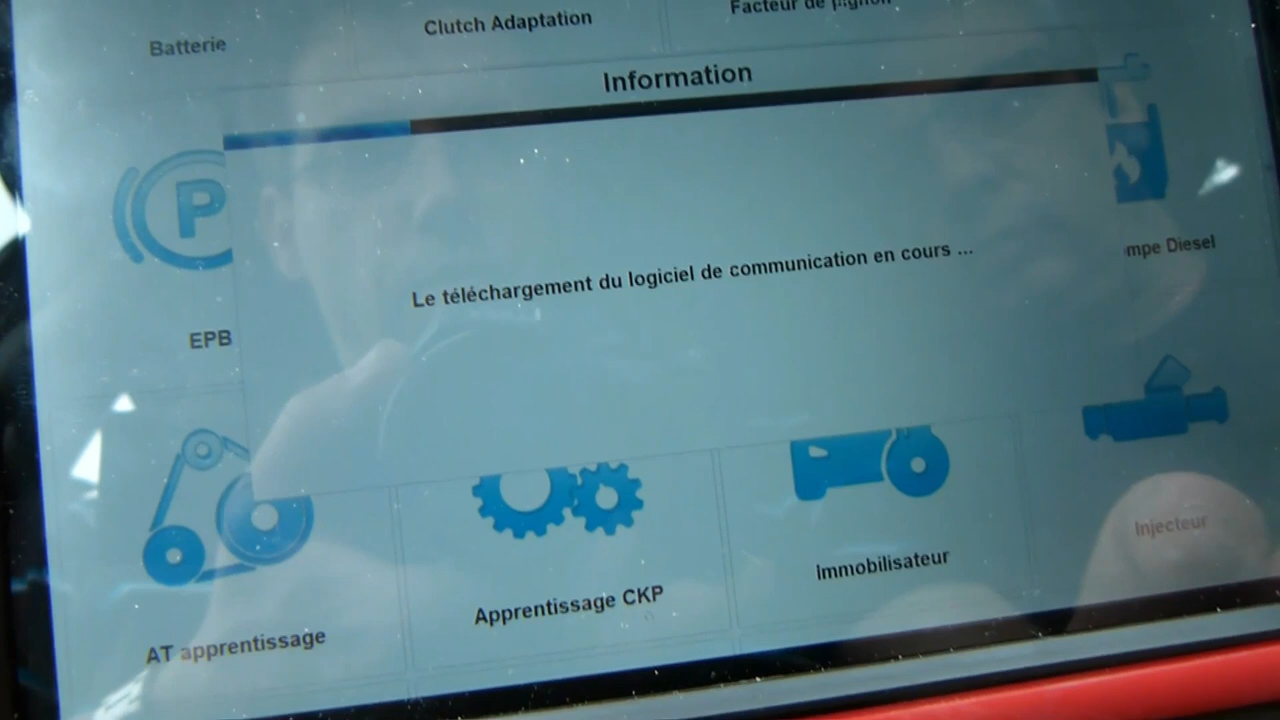 Batterie
Clutch Adaptation
Facteur de pignon
Information
P
Le téléchargement du logiciel de communication en cours ...
mpe Diesel
EPB
Injecteur
Immobilisateur
Apprentissage CKP
AT apprentissage